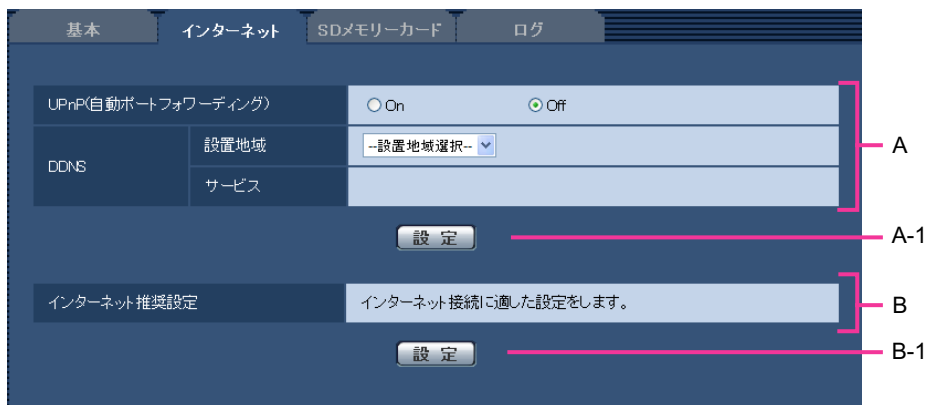 基本 インターネット SDメモリーカード ログ
UPnP(自動ポートフォワーディング) On Off
DDNS 設置地域 --設置地域選択--
サービス
A
設 定
A-1
インターネット推奨設定 インターネット接続に適した設定をします。
B
設 定
B-1